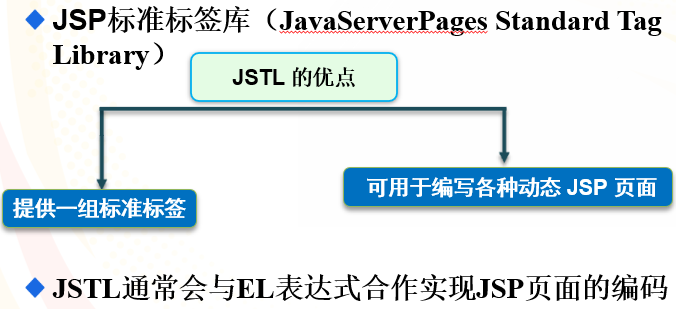 JSP标准标签库（JavaServerPages Standard Tag
Library）
JSTL 的优点
提供一组标准标签
可用于编写各种动态 JSP 页面
JSTL通常会与EL表达式合作实现JSP页面的编码